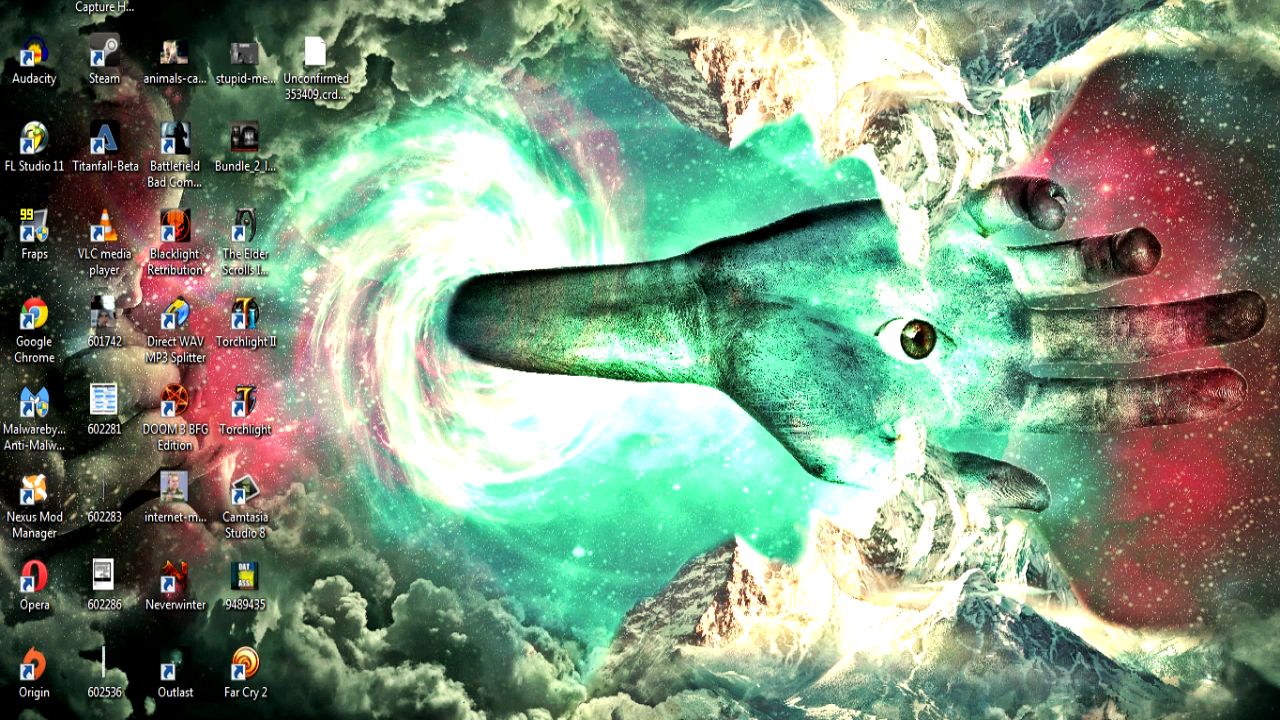 Capture H...
Audacity
Steam
animals-ca...
stupid-me...
Unconfirmed
353409.crd...
FL Studio 11
Titanfall-Beta
Battlefield
Bad Com...
Bundle_2_I...
99
Fraps
VLC media
player
Blacklight
Retribution
The Elder
Scrolls I...
Google
Chrome
601742
Direct WAV
MP3 Splitter
Torchlight II
Malwareby...
Anti-Malw...
602281
DOOM 3 BFG
Edition
Torchlight
Nexus Mod
Manager
602283
internet-m...
Camtasia
Studio 8
Opera
602286
Neverwinter
DAT
ASS
9489435
Origin
602536
Outlast
Far Cry 2